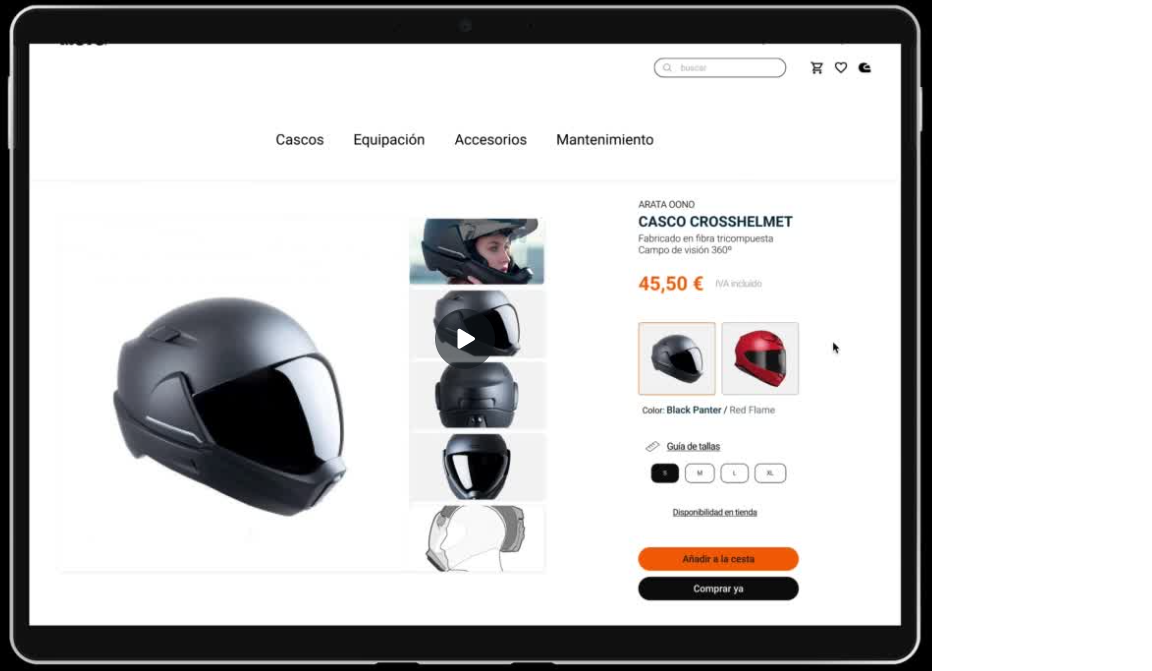 buscar
Cascos Equipación Accesorios Mantenimiento
ARATA OONO
CASCO CROSSHELMET
Fabricado en fibra tricompuesta
Campo de visión 360º
45,50 € IVA incluido
Color: Black Panter / Red Flame
Guía de tallas
S M L XL
Disponibilidad en tienda
Añadir a la cesta
Comprar ya